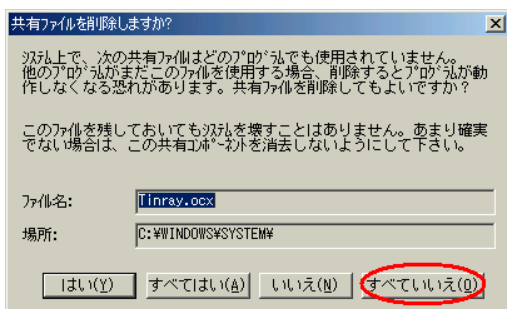 共有ファイルを削除しますか?
システム上で、次の共有ファイルはどのプログラムでも使用されていません。
他のプログラムがまだこのファイルを使用する場合、削除するとプログラムが動
作しなくなる恐れがあります。共有ファイルを削除してもよいですか？
このファイルを残しておいてもシステムを壊すことはありません。あまり確実
でない場合は、この共有コンポーネントを消去しないようにして下さい。
ファイル名: Tinray.ocx
場所: C:¥WINDOWS¥SYSTEM¥
はい(Y) すべてはい(A) いいえ(N) すべていいえ(O)